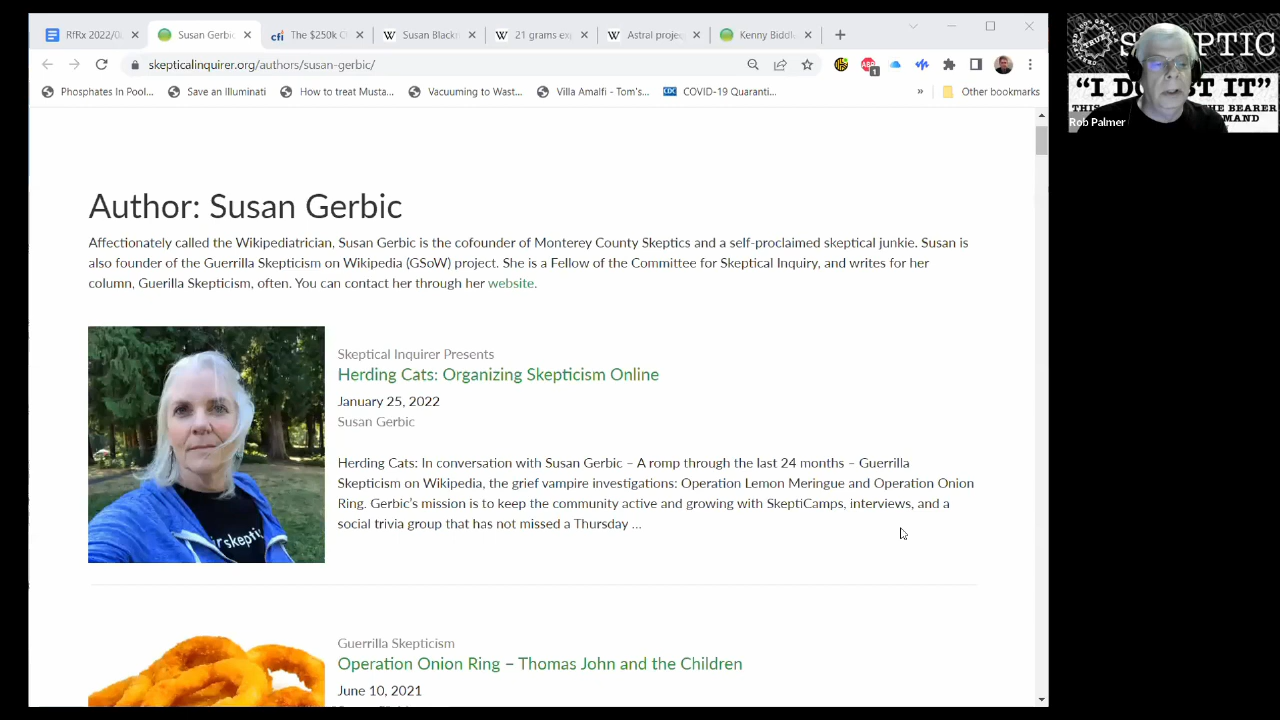 RfRx 2022/0
Susan Gerbic
cfi The $250k C
W Susan Blackm
W 21 grams exp
W Astral projec
Kenny Biddle
skepticalinquirer.org/authors/susan-gerbic/
1
Phosphates In Pool...
Save an Illuminati
How to treat Musta...
Vacuuming to Wast...
Villa Amalfi - Tom's...
CDC COVID-19 Quaranti...
»
Other bookmarks
Author: Susan Gerbic
Affectionately called the Wikipediatrician, Susan Gerbic is the cofounder of Monterey County Skeptics and a self-proclaimed skeptical junkie. Susan is
also founder of the Guerrilla Skepticism on Wikipedia (GSoW) project. She is a Fellow of the Committee for Skeptical Inquiry, and writes for her
column, Guerilla Skepticism, often. You can contact her through her website.
Skeptical Inquirer Presents
Herding Cats: Organizing Skepticism Online
January 25, 2022
Susan Gerbic
Herding Cats: In conversation with Susan Gerbic – A romp through the last 24 months – Guerrilla
Skepticism on Wikipedia, the grief vampire investigations: Operation Lemon Meringue and Operation Onion
Ring. Gerbic's mission is to keep the community active and growing with SkeptiCamps, interviews, and a
social trivia group that has not missed a Thursday ...
Guerrilla Skepticism
Operation Onion Ring – Thomas John and the Children
June 10, 2021
TRUE
Rob Palmer